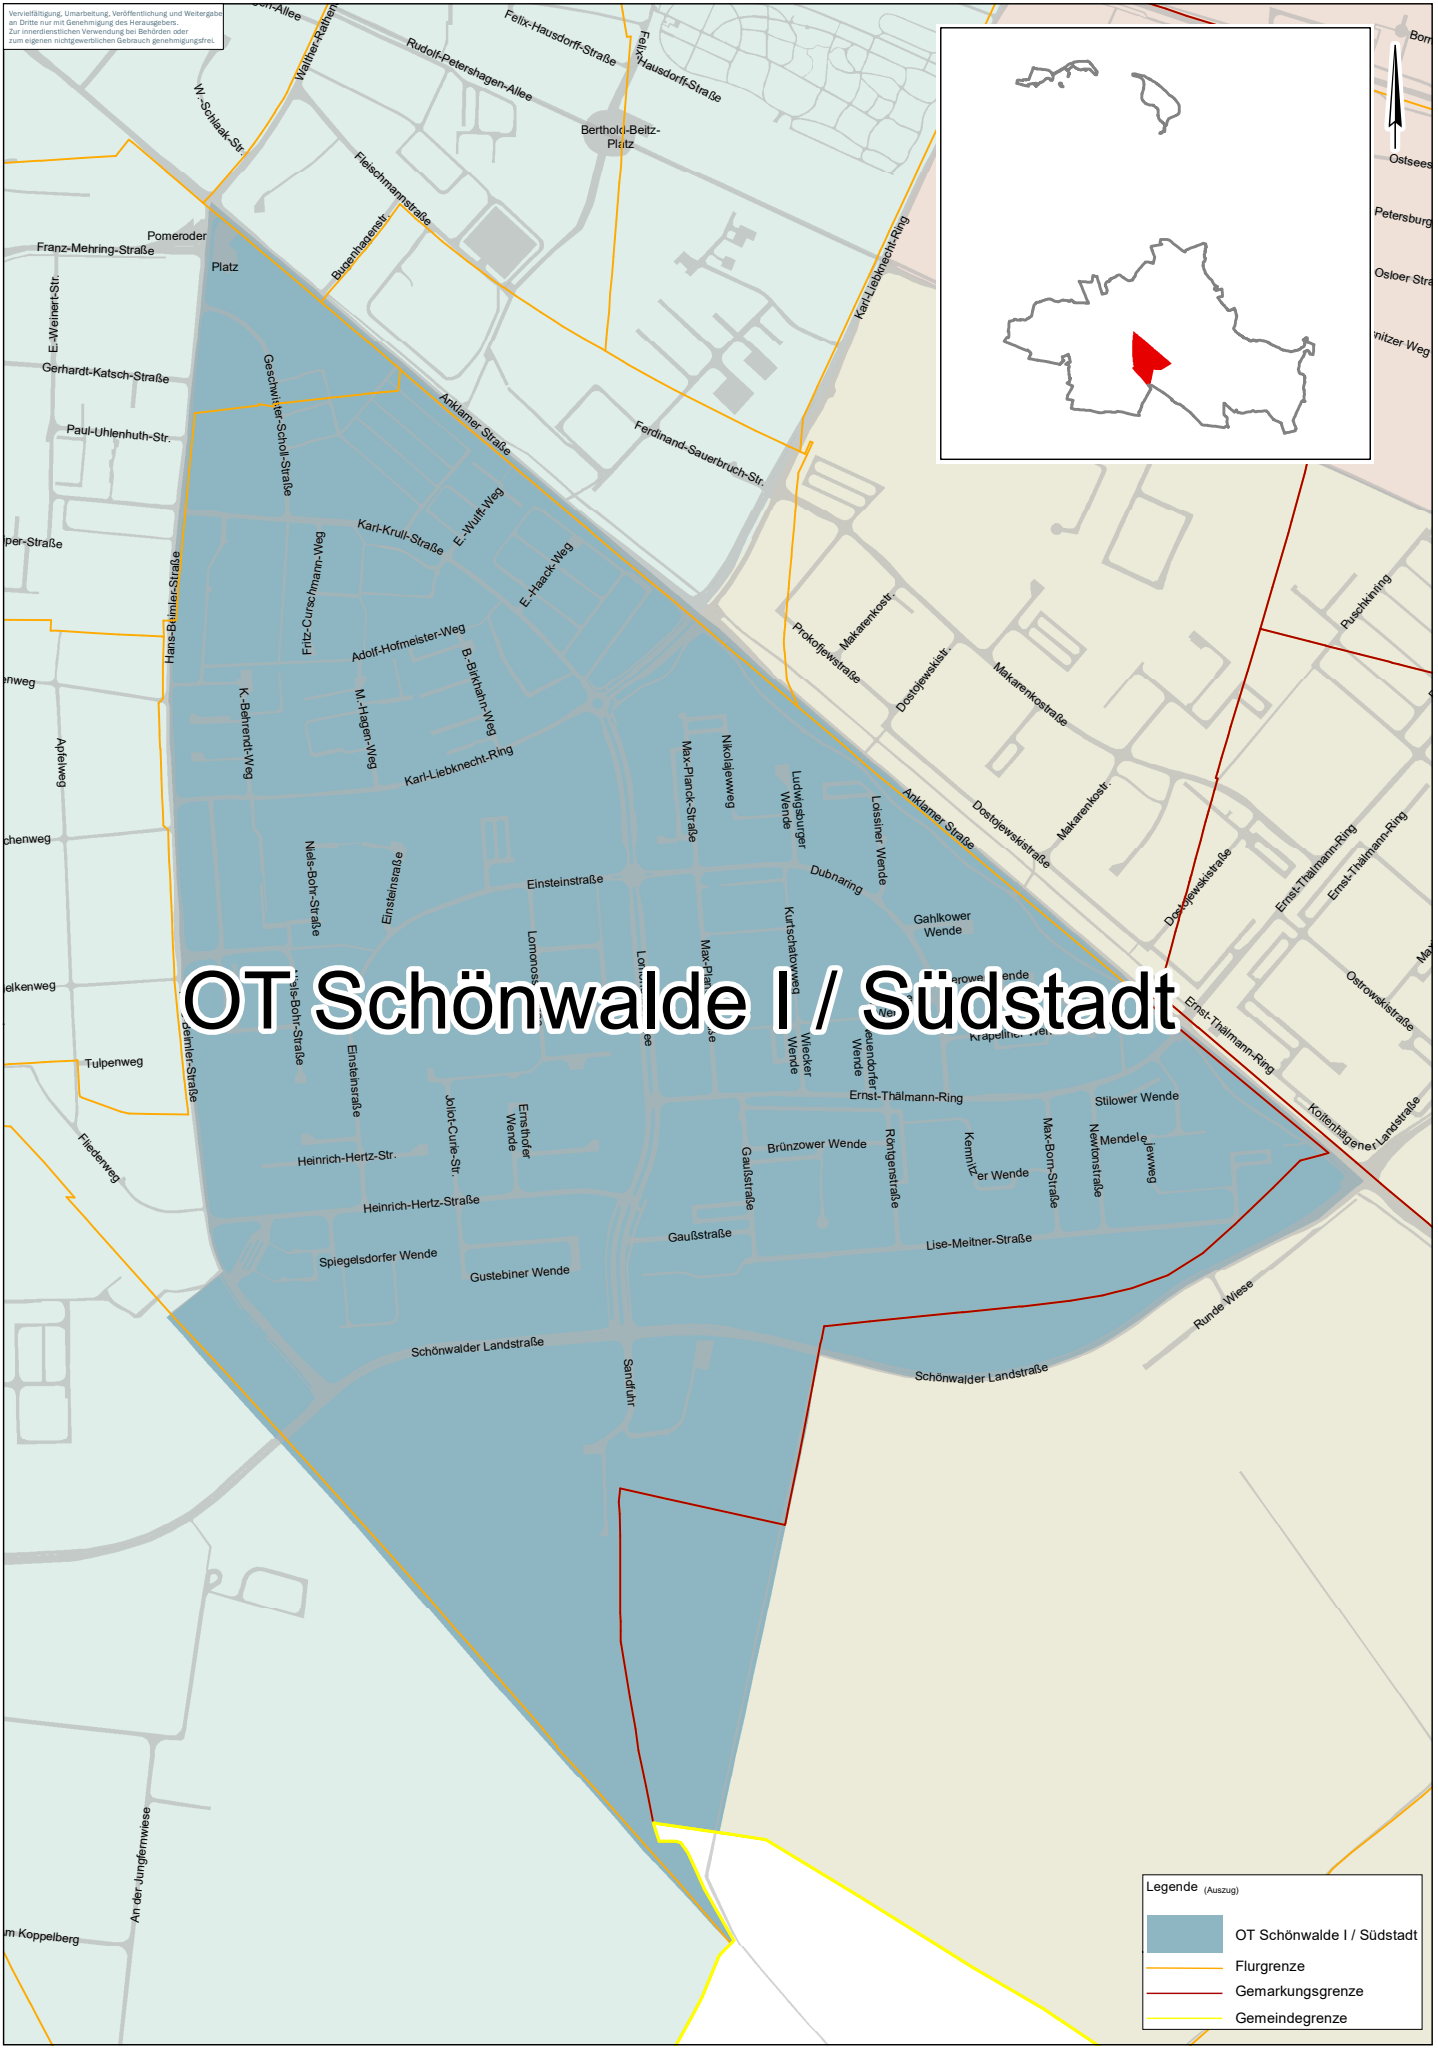 Vervielfältigung, Umarbeitung, Veröffentlichung und Weitergabe
an Dritte nur mit Genehmigung des Herausgebers.
Zur innerdienstlichen Verwendung bei Behörden oder
zum eigenen nichtgewerblichen Gebrauch genehmigungsfrei.
Felix-Hausdorff-Straße
Felix-Hausdorff-Straße
Rudolf-Petershagen-Allee
W.-Schlaak-Str.
Berthold-Beitz-
Platz
Fleischmannstraße
Bugenhagenstr.
Karl-Liebknecht-Ring
Pomeroder
Platz
Franz-Mehring-Straße
E.-Weinert-Str.
Gerhardt-Katsch-Straße
Paul-Uhlenhuth-Str.
Geschwister-Scholl-Straße
Anklamer Straße
Ferdinand-Sauerbruch-Str.
Karl-Krull-Straße
E.-Wulff-Weg
E.-Haack-Weg
Hans-Beimler-Straße
Fritz-Curschmann-Weg
Adolf-Hofmeister-Weg
B.-Birkhahn-Weg
M.-Hagen-Weg
K.-Behrendt-Weg
Karl-Liebknecht-Ring
Apfelweg
Prokofjewstraße
Makarenkostr.
Dostojewskistr.
Makarenkostraße
Puschkinring
Max-Planck-Straße
Nikolajewweg
Ludwigsburger
Wende
Loissiner Wende
Anklamer Straße
Dostojewskistraße
Makarenkostr.
Dostojewskistraße
Ernst-Thälmann-Ring
Ernst-Thälmann-Ring
Niels-Bohr-Straße
Einsteinsraße
Einsteinstraße
Dubnaring
Gahlkower
Wende
Kurtschatowweg
OT Schönwalde I / Südstadt
Ostrowskistraße
Ernst-Thälmann-Ring
Tulpenweg
Einsteinsraße
Wiecker
Wende
Ernst-Thälmann-Ring
Stilower Wende
Koitenhägener Landstraße
Fliederweg
Joliot-Curie-Str.
Ernsthofer
Wende
Heinrich-Hertz-Str.
Brünzower Wende
Röntgenstraße
Kemnitzer Wende
Max-Born-Straße
Newtonstraße
Mendelejewweg
Gaußstraße
Heinrich-Hertz-Straße
Gaußstraße
Lise-Meitner-Straße
Spiegelsdorfer Wende
Gustebiner Wende
Runde Wiese
Schönwalder Landstraße
Sandfuhr
Schönwalder Landstraße
An der Jungfernwiese
Legende (Auszug)
OT Schönwalde I / Südstadt
Flurgrenze
Gemarkungsgrenze
Gemeindegrenze